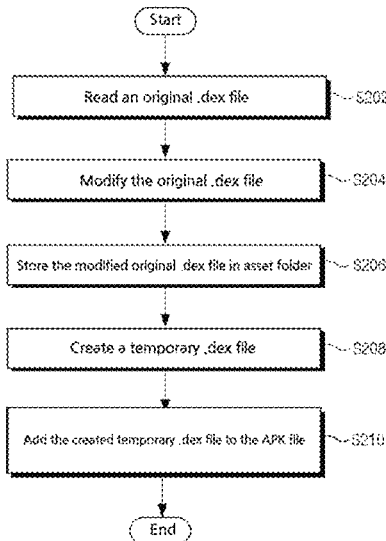 Start
Read an original .dex file
S202
Modify the original .dex file
S204
Store the modified original .dex file in asset folder
S206
Create a temporary .dex file
S208
Add the created temporary .dex file to the APK file
S210
End